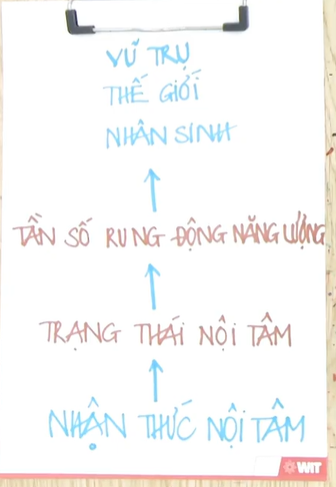 VŨ TRỤ
THẾ GIỚI
NHÂN SINH
TẦN SỐ RUNG ĐỘNG NĂNG LƯỢNG
TRẠNG THÁI NỘI TÂM
NHẬN THỨC NỘI TÂM
WIT